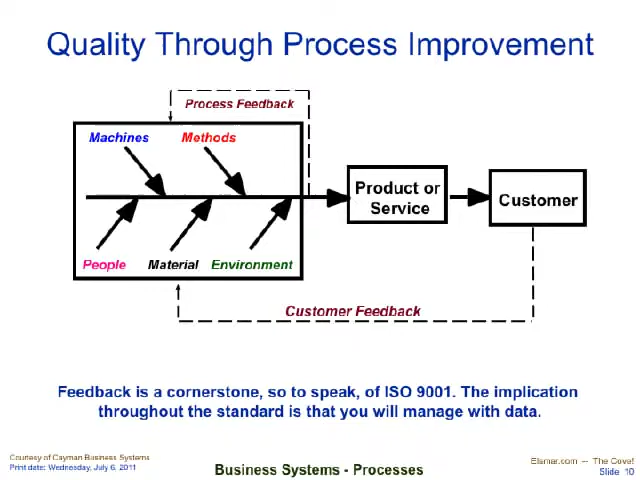 Quality Through Process Improvement
Process Feedback
Machines
Methods
Product or
Service
Customer
People
Material
Environment
Customer Feedback
Feedback is a cornerstone, so to speak, of ISO 9001. The implication
throughout the standard is that you will manage with data.
Courtesy of Cayman Business Systems
Print date: Wednesday, July 6, 2011
Business Systems - Processes
Elsmar.com --- The Cove!
Slide 10